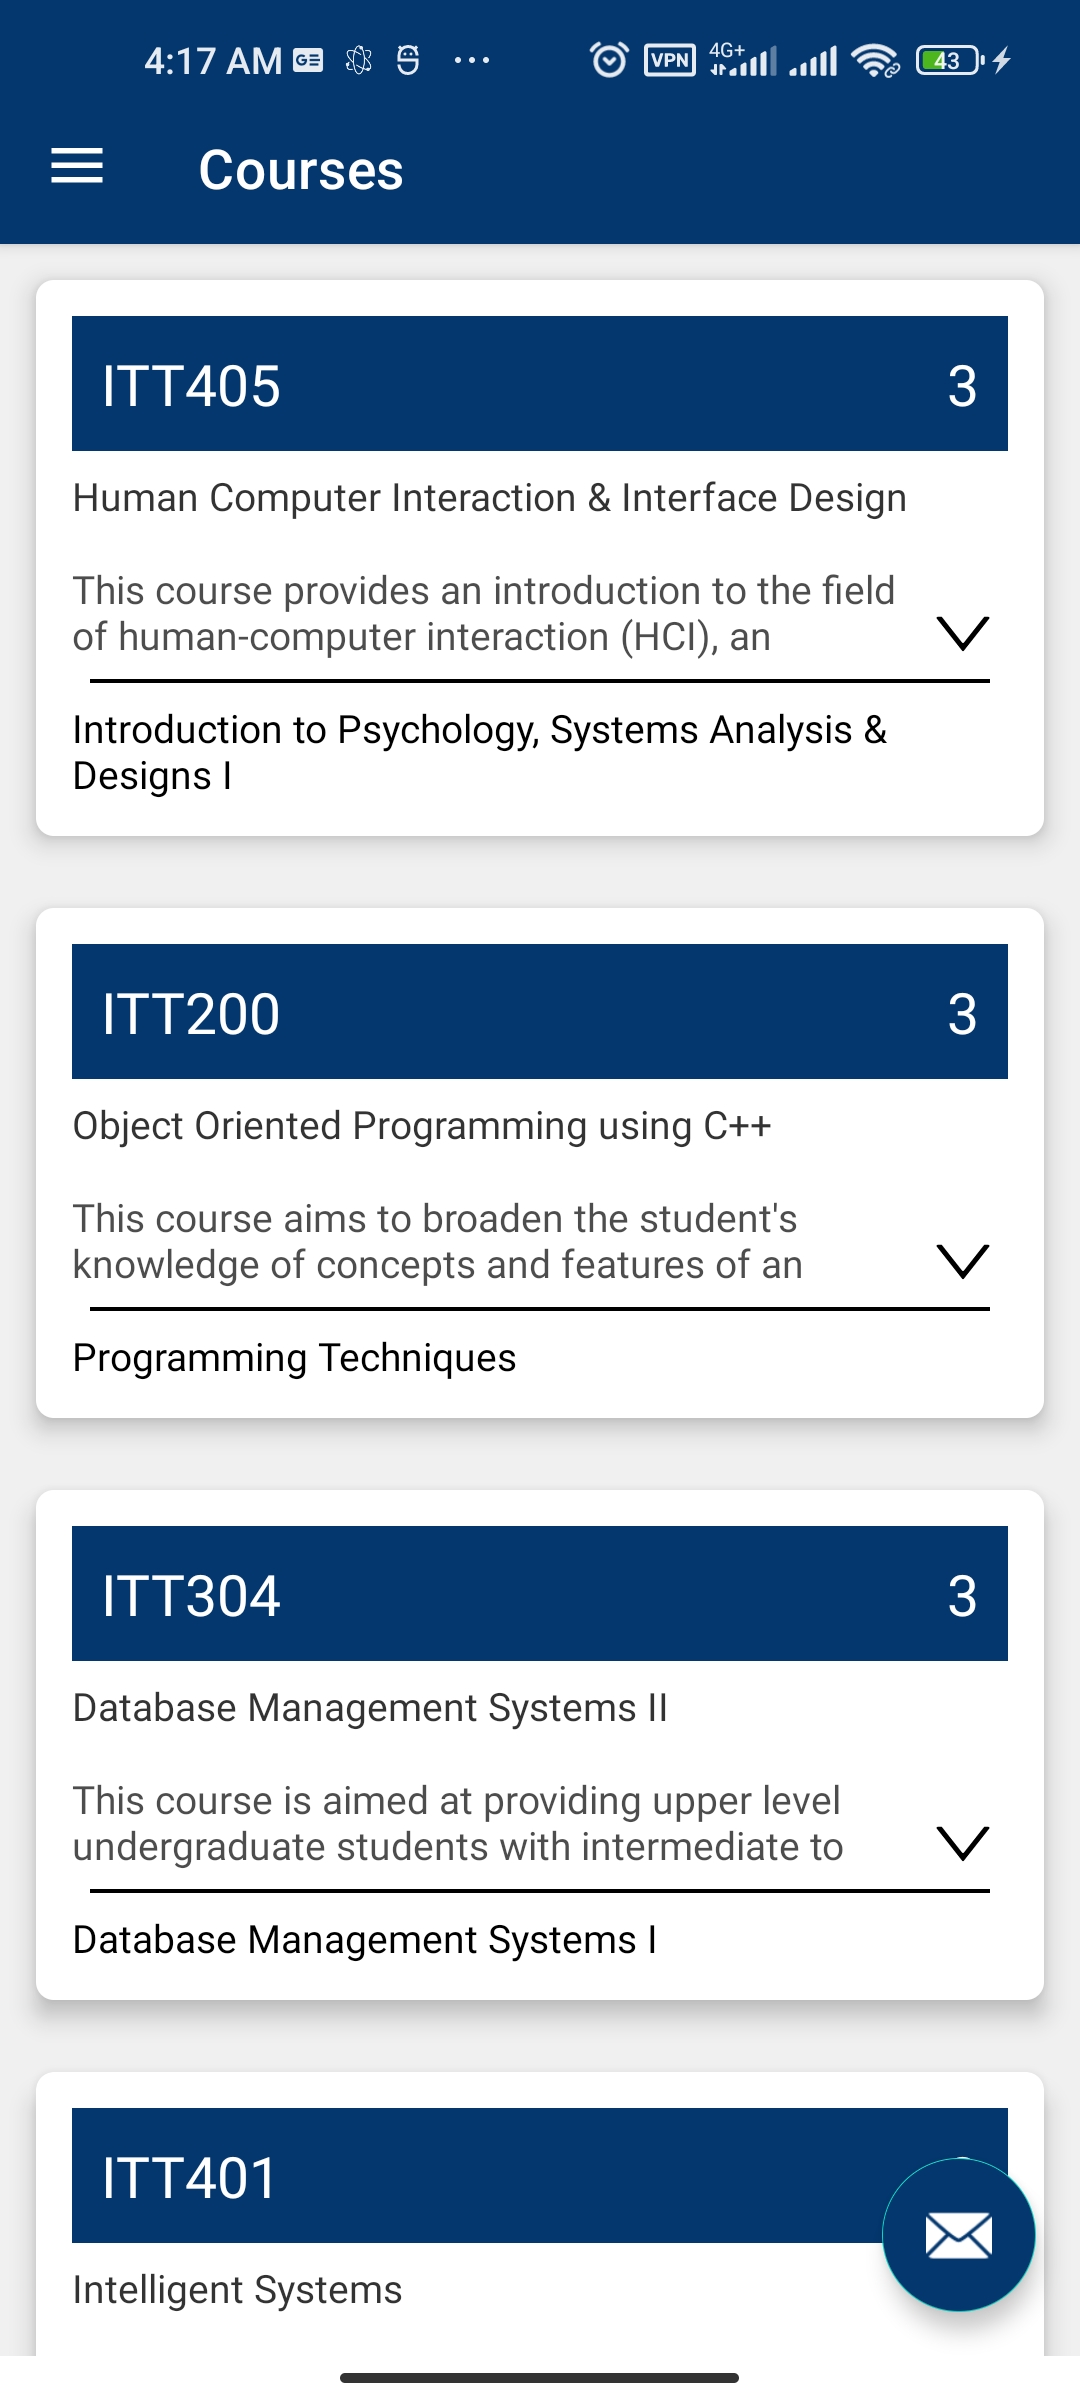 4:17 AM GE ... VPN 4G+ 43
Courses
ITT405 3
Human Computer Interaction & Interface Design
This course provides an introduction to the field
of human-computer interaction (HCI), an
Introduction to Psychology, Systems Analysis &
Designs I
ITT200 3
Object Oriented Programming using C++
This course aims to broaden the student's
knowledge of concepts and features of an
Programming Techniques
ITT304 3
Database Management Systems II
This course is aimed at providing upper level
undergraduate students with intermediate to
Database Management Systems I
ITT401
Intelligent Systems